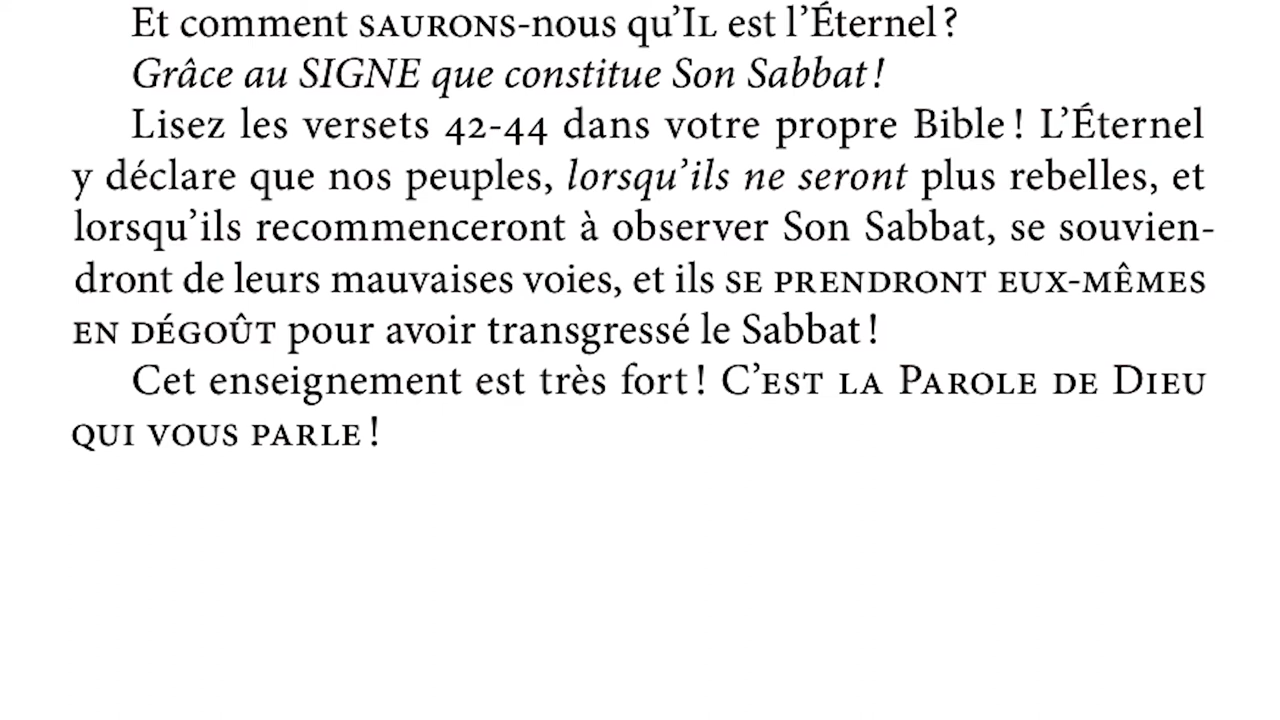 Et comment SAURONS-nous qu’IL est l’Éternel ?
Grâce au SIGNE que constitue Son Sabbat !
Lisez les versets 42-44 dans votre propre Bible ! L’Éternel
y déclare que nos peuples, lorsqu’ils ne seront plus rebelles, et
lorsqu’ils recommenceront à observer Son Sabbat, se souvien-
dront de leurs mauvaises voies, et ils SE PRENDRONT EUX-MÊMES
EN DÉGOÛT pour avoir transgressé le Sabbat !
Cet enseignement est très fort ! C’EST LA PAROLE DE DIEU
QUI VOUS PARLE !